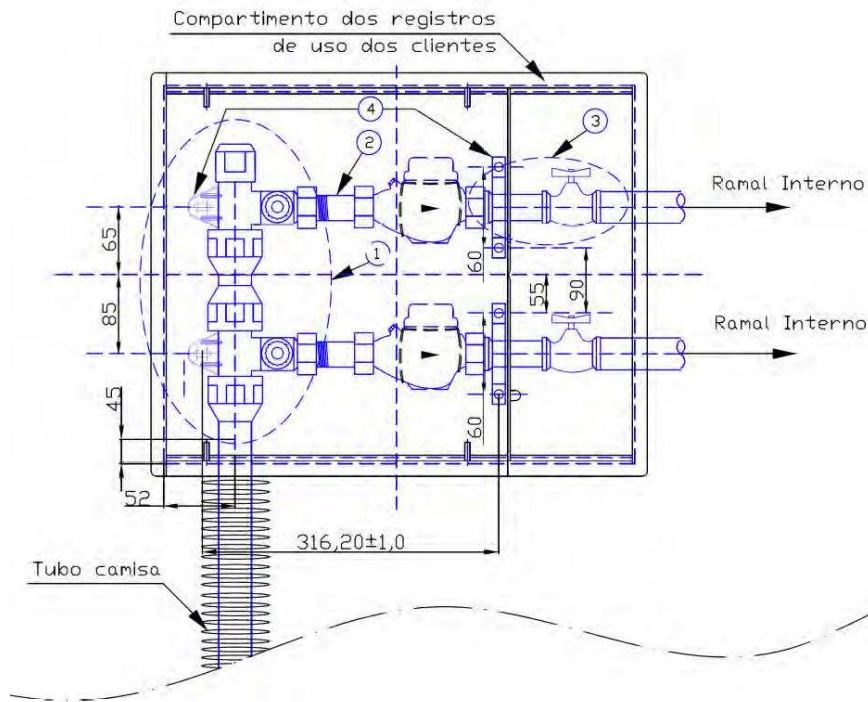 Compartimento dos registros
de uso dos clientes
4
2
3
Ramal Interno
65
1
60
55
90
85
Ramal Interno
45
60
52
316,20±1,0
Tubo camisa